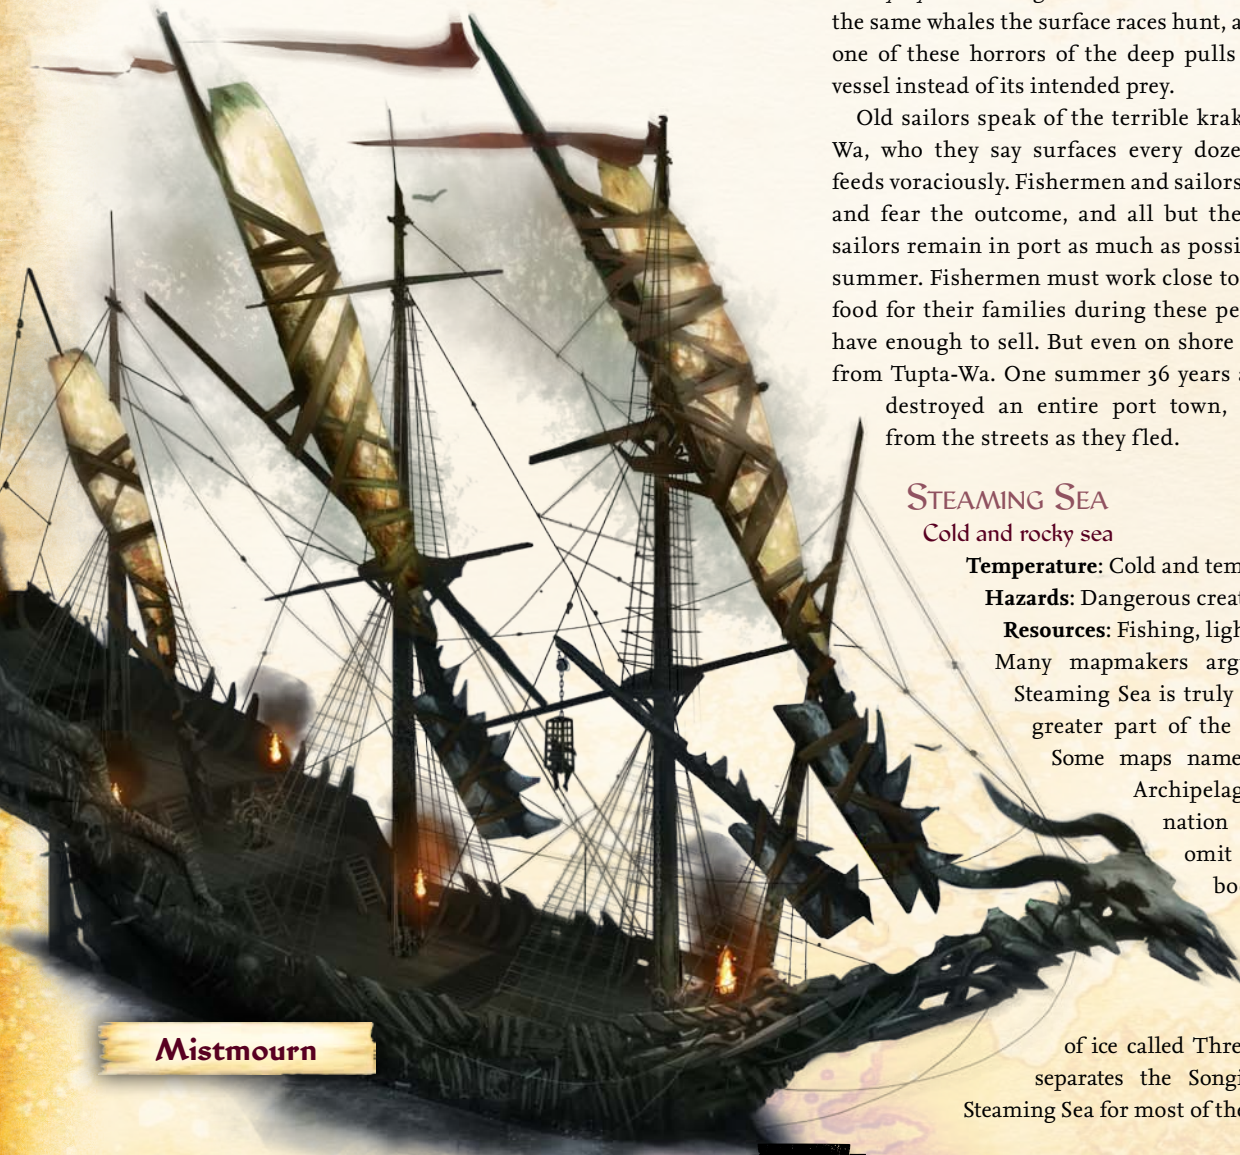 the same whales the surface races hunt, a
one of these horrors of the deep pulls
vessel instead of its intended prey.
Old sailors speak of the terrible krak
Wa, who they say surfaces every doze
feeds voraciously. Fishermen and sailors
and fear the outcome, and all but the
sailors remain in port as much as possi
summer. Fishermen must work close to
food for their families during these pe
have enough to sell. But even on shore
from Tupta-Wa. One summer 36 years a
destroyed an entire port town,
from the streets as they fled.
Steaming Sea
Cold and rocky sea
Temperature: Cold and tem
Hazards: Dangerous creat
Resources: Fishing, ligh
Many mapmakers arg
Steaming Sea is truly
greater part of the
Some maps name
Archipelag
nation
omit
bo
of ice called Thre
separates the Songi
Steaming Sea for most of the
Mistmourn